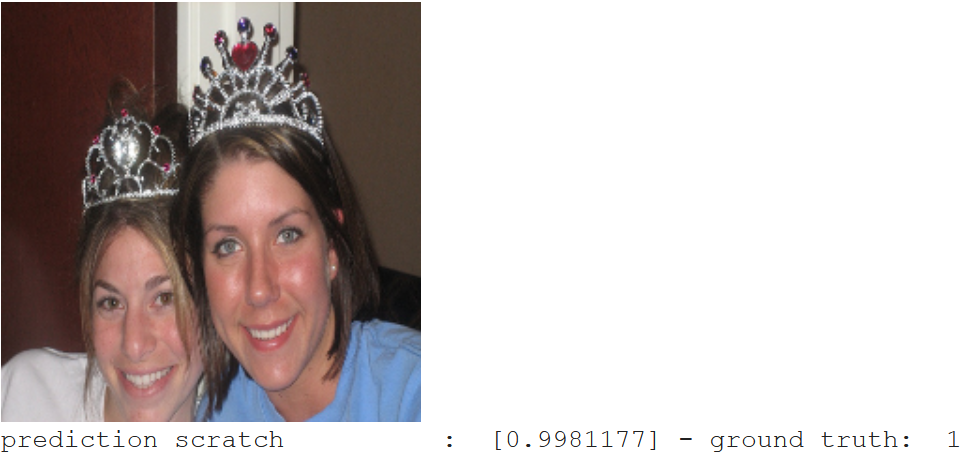 prediction scratch : [0.9981177] - ground truth: 1